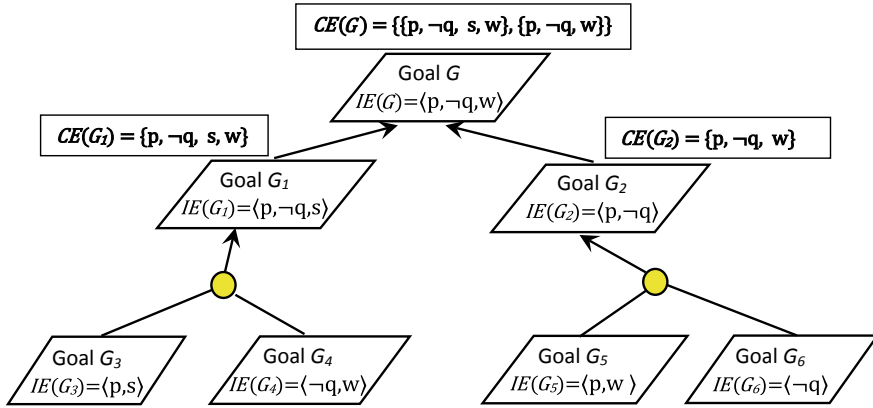 CE(G) = {{p, ¬q, s, w}, {p, ¬q, w}}
Goal G
IE(G)=⟨p,¬q,w⟩
CE(G₁) = {p, ¬q, s, w}
CE(G₂) = {p, ¬q, w}
Goal G₁
IE(G₁)=⟨p,¬q,s⟩
Goal G₂
IE(G₂)=⟨p,¬q⟩
Goal G₃
IE(G₃)=⟨p,s⟩
Goal G₄
IE(G₄)=⟨¬q,w⟩
Goal G₅
IE(G₅)=⟨p,w ⟩
Goal G₆
IE(G₆)=⟨¬q⟩